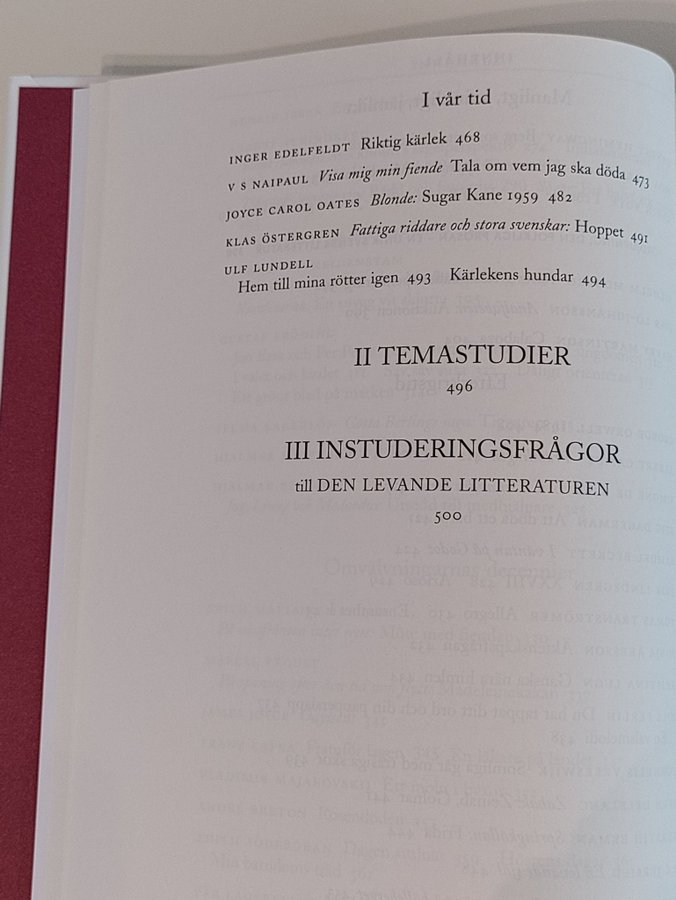 I vår tid
INGER EDELFELDT Riktig kärlek 468
V S NAIPAUL Visa mig min fiende Tala om vem jag ska döda 473
JOYCE CAROL OATES Blonde: Sugar Kane 1959 482
KLAS ÖSTERGREN Fattiga riddare och stora svenskar: Hoppet 491
ULF LUNDELL
Hem till mina rötter igen 493 Kärlekens hundar 494
II TEMASTUDIER
496
III INSTUDERINGSFRÅGOR
till DEN LEVANDE LITTERATUREN
500